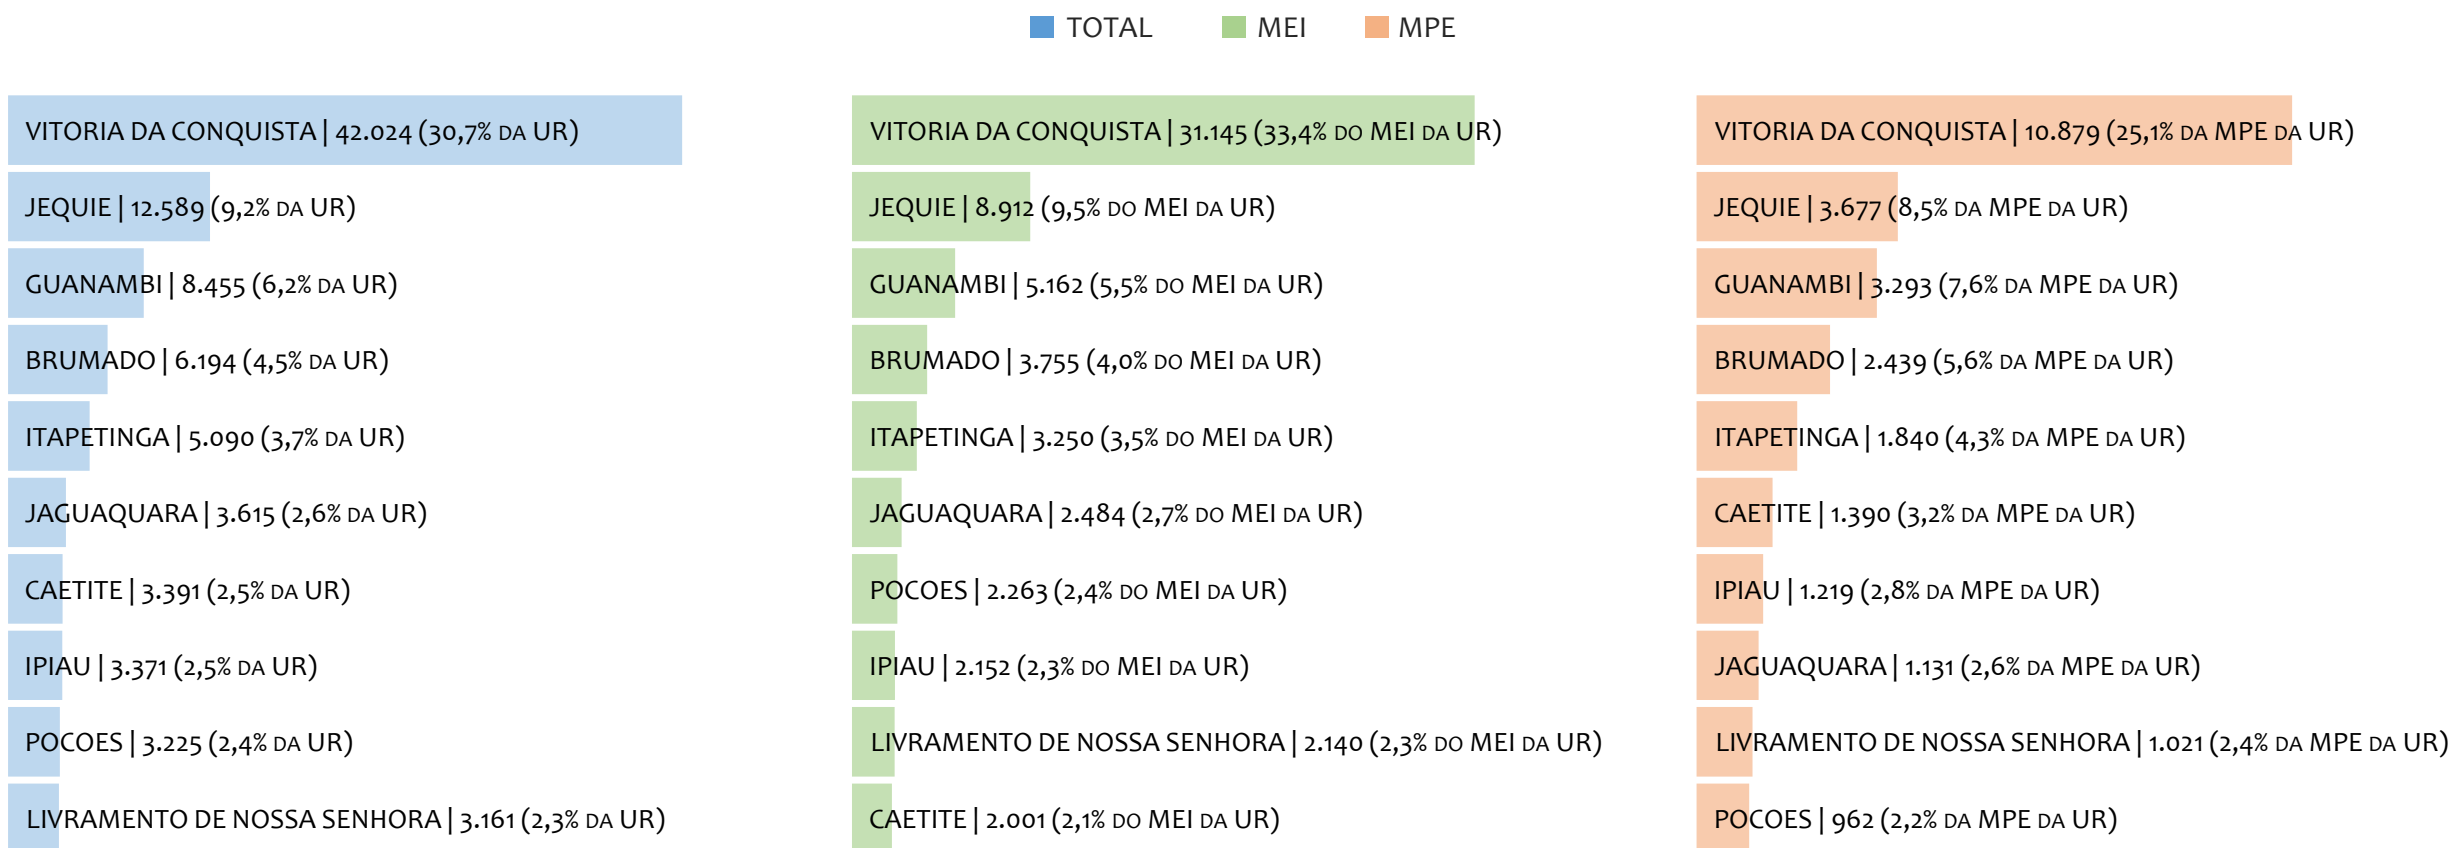 TOTAL MEI MPE
VITORIA DA CONQUISTA | 42.024 (30,7% DA UR)
JEQUIE | 12.589 (9,2% DA UR)
GUANAMBI | 8.455 (6,2% DA UR)
BRUMADO | 6.194 (4,5% DA UR)
ITAPETINGA | 5.090 (3,7% DA UR)
JAGUAQUARA | 3.615 (2,6% DA UR)
CAETITE | 3.391 (2,5% DA UR)
IPIAU | 3.371 (2,5% DA UR)
POCOES | 3.225 (2,4% DA UR)
LIVRAMENTO DE NOSSA SENHORA | 3.161 (2,3% DA UR)
VITORIA DA CONQUISTA | 31.145 (33,4% DO MEI DA UR)
JEQUIE | 8.912 (9,5% DO MEI DA UR)
GUANAMBI | 5.162 (5,5% DO MEI DA UR)
BRUMADO | 3.755 (4,0% DO MEI DA UR)
ITAPETINGA | 3.250 (3,5% DO MEI DA UR)
JAGUAQUARA | 2.484 (2,7% DO MEI DA UR)
POCOES | 2.263 (2,4% DO MEI DA UR)
IPIAU | 2.152 (2,3% DO MEI DA UR)
LIVRAMENTO DE NOSSA SENHORA | 2.140 (2,3% DO MEI DA UR)
CAETITE | 2.001 (2,1% DO MEI DA UR)
VITORIA DA CONQUISTA | 10.879 (25,1% DA MPE DA UR)
JEQUIE | 3.677 (8,5% DA MPE DA UR)
GUANAMBI | 3.293 (7,6% DA MPE DA UR)
BRUMADO | 2.439 (5,6% DA MPE DA UR)
ITAPETINGA | 1.840 (4,3% DA MPE DA UR)
CAETITE | 1.390 (3,2% DA MPE DA UR)
IPIAU | 1.219 (2,8% DA MPE DA UR)
JAGUAQUARA | 1.131 (2,6% DA MPE DA UR)
LIVRAMENTO DE NOSSA SENHORA | 1.021 (2,4% DA MPE DA UR)
POCOES | 962 (2,2% DA MPE DA UR)